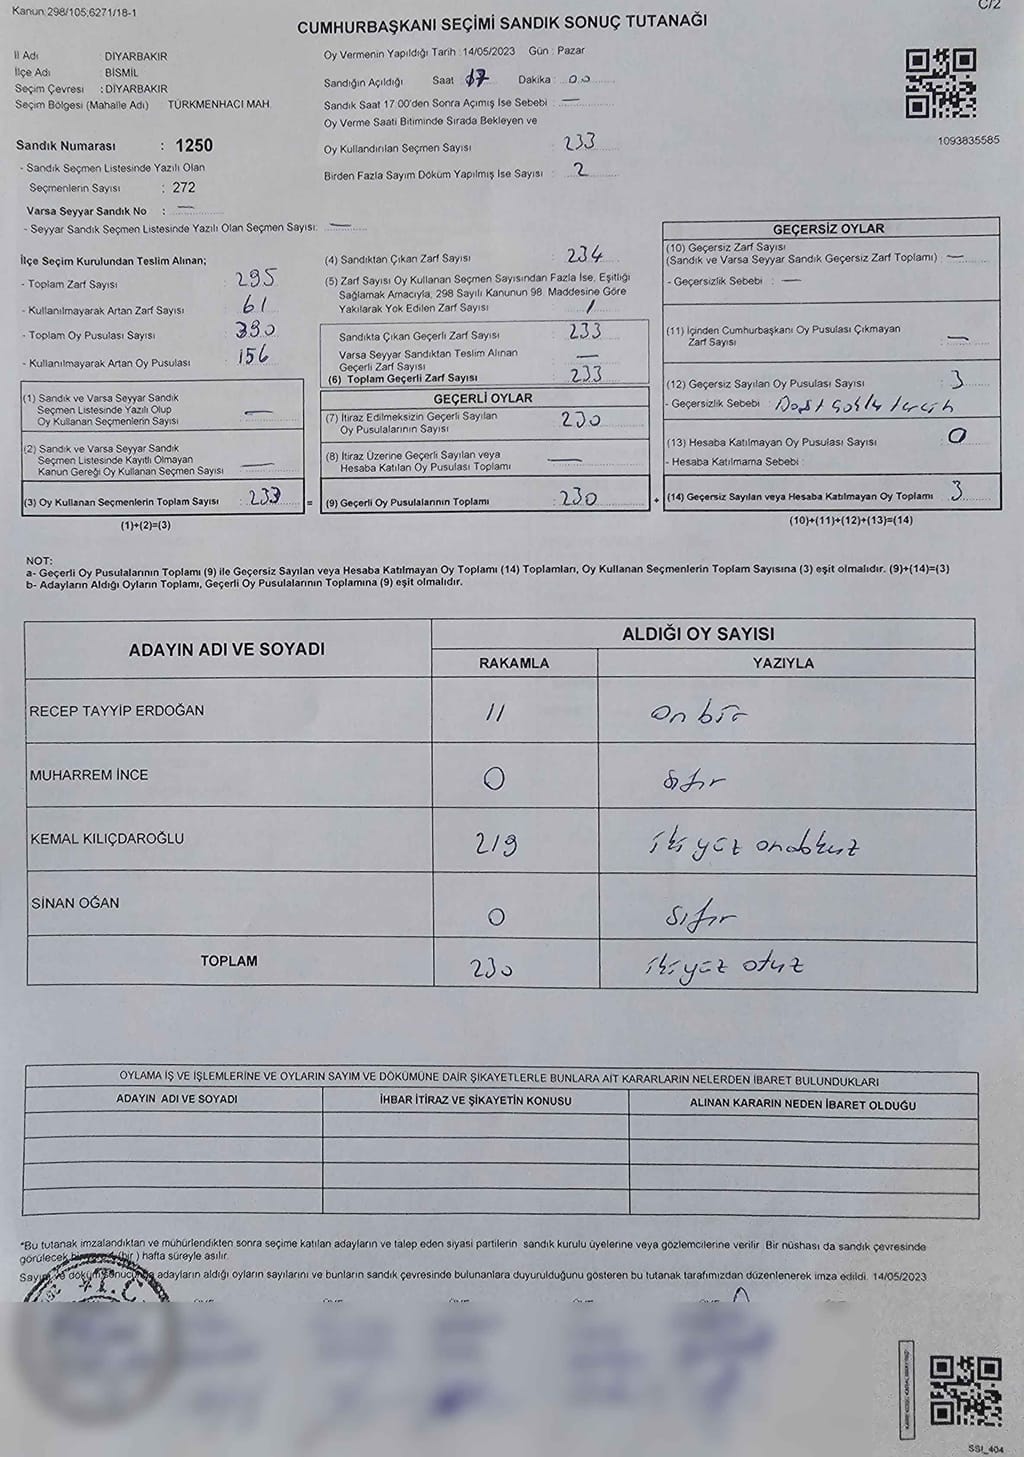 Kanun:298/105;6271/18-1
C/2
CUMHURBAŞKANI SEÇİMİ SANDIK SONUÇ TUTANAĞI
İl Adı DİYARBAKIR
İlçe Adı : BİSMİL
Seçim Çevresi : DİYARBAKIR
Seçim Bölgesi (Mahalle Adı) : TÜRKMENHACI MAH.
Sandık Numarası : 1250
- Sandık Seçmen Listesinde Yazılı Olan
Seçmenlerin Sayısı : 272
Varsa Seyyar Sandık No : —
- Seyyar Sandık Seçmen Listesinde Yazılı Olan Seçmen Sayısı: —
Oy Vermenin Yapıldığı Tarih : 14/05/2023 Gün : Pazar
Sandığın Açıldığı Saat : 17 Dakika : 00
Sandık Saat 17.00'den Sonra Açımış İse Sebebi : —
Oy Verme Saati Bitiminde Sırada Bekleyen ve
Oy Kullandırılan Seçmen Sayısı : 233
Birden Fazla Sayım Döküm Yapılmış İse Sayısı : 2
1093835585
İlçe Seçim Kurulundan Teslim Alınan;
- Toplam Zarf Sayısı : 295
- Kullanılmayarak Artan Zarf Sayısı : 61
- Toplam Oy Pusulası Sayısı : 390
- Kullanılmayarak Artan Oy Pusulası : 156
(1) Sandık ve Varsa Seyyar Sandık
Seçmen Listesinde Yazılı Olup
Oy Kullanan Seçmenlerin Sayısı : —
(2) Sandık ve Varsa Seyyar Sandık
Seçmen Listesinde Kayıtlı Olmayan
Kanun Gereği Oy Kullanan Seçmen Sayısı : —
(3) Oy Kullanan Seçmenlerin Toplam Sayısı : 233
(1)+(2)=(3)
=
(4) Sandıktan Çıkan Zarf Sayısı : 234
(5) Zarf Sayısı Oy Kullanan Seçmen Sayısından Fazla İse, Eşitliği
Sağlamak Amacıyla, 298 Sayılı Kanunun 98. Maddesine Göre
Yakılarak Yok Edilen Zarf Sayısı : 1
Sandıkta Çıkan Geçerli Zarf Sayısı : 233
Varsa Seyyar Sandıktan Teslim Alınan
Geçerli Zarf Sayısı : —
(6) Toplam Geçerli Zarf Sayısı : 233
GEÇERLİ OYLAR
(7) İtiraz Edilmeksizin Geçerli Sayılan
Oy Pusulalarının Sayısı : 230
(8) İtiraz Üzerine Geçerli Sayılan veya
Hesaba Katılan Oy Pusulası Toplamı : —
(9) Geçerli Oy Pusulalarının Toplamı : 230
+
GEÇERSİZ OYLAR
(10) Geçersiz Zarf Sayısı
(Sandık ve Varsa Seyyar Sandık Geçersiz Zarf Toplamı) : —
- Geçersizlik Sebebi : —
(11) İçinden Cumhurbaşkanı Oy Pusulası Çıkmayan
Zarf Sayısı : —
(12) Geçersiz Sayılan Oy Pusulası Sayısı : 3
- Geçersizlik Sebebi :
(13) Hesaba Katılmayan Oy Pusulası Sayısı : 0
- Hesaba Katılmama Sebebi :
(14) Geçersiz Sayılan veya Hesaba Katılmayan Oy Toplamı : 3
(10)+(11)+(12)+(13)=(14)
NOT:
a- Geçerli Oy Pusulalarının Toplamı (9) ile Geçersiz Sayılan veya Hesaba Katılmayan Oy Toplamı (14) Toplamları, Oy Kullanan Seçmenlerin Toplam Sayısına (3) eşit olmalıdır. (9)+(14)=(3)
b- Adayların Aldığı Oyların Toplamı, Geçerli Oy Pusulalarının Toplamına (9) eşit olmalıdır.
ADAYIN ADI VE SOYADI
ALDIĞI OY SAYISI
RAKAMLA YAZIYLA
RECEP TAYYİP ERDOĞAN 11 on bir
MUHARREM İNCE 0 sıfır
KEMAL KILIÇDAROĞLU 219 iki yüz ondokuz
SİNAN OĞAN 0 sıfır
TOPLAM 230 ikiyüz otuz
OYLAMA İŞ VE İŞLEMLERİNE VE OYLARIN SAYIM VE DÖKÜMÜNE DAİR ŞİKAYETLERLE BUNLARA AİT KARARLARIN NELERDEN İBARET BULUNDUKLARI
ADAYIN ADI VE SOYADI İHBAR İTİRAZ VE ŞİKAYETİN KONUSU ALINAN KARARIN NEDEN İBARET OLDUĞU
*Bu tutanak imzalandıktan ve mühürlendikten sonra seçime katılan adayların ve talep eden siyasi partilerin sandık kurulu üyelerine veya gözlemcilerine verilir. Bir nüshası da sandık çevresinde
görülecek (bir) hafta süreyle asılır.
Sayım ve döküm sonucunda adayların aldığı oyların sayılarını ve bunların sandık çevresinde bulunanlara duyurulduğunu gösteren bu tutanak tarafımızdan düzenlenerek imza edildi. 14/05/2023
T.C.
SSI_404